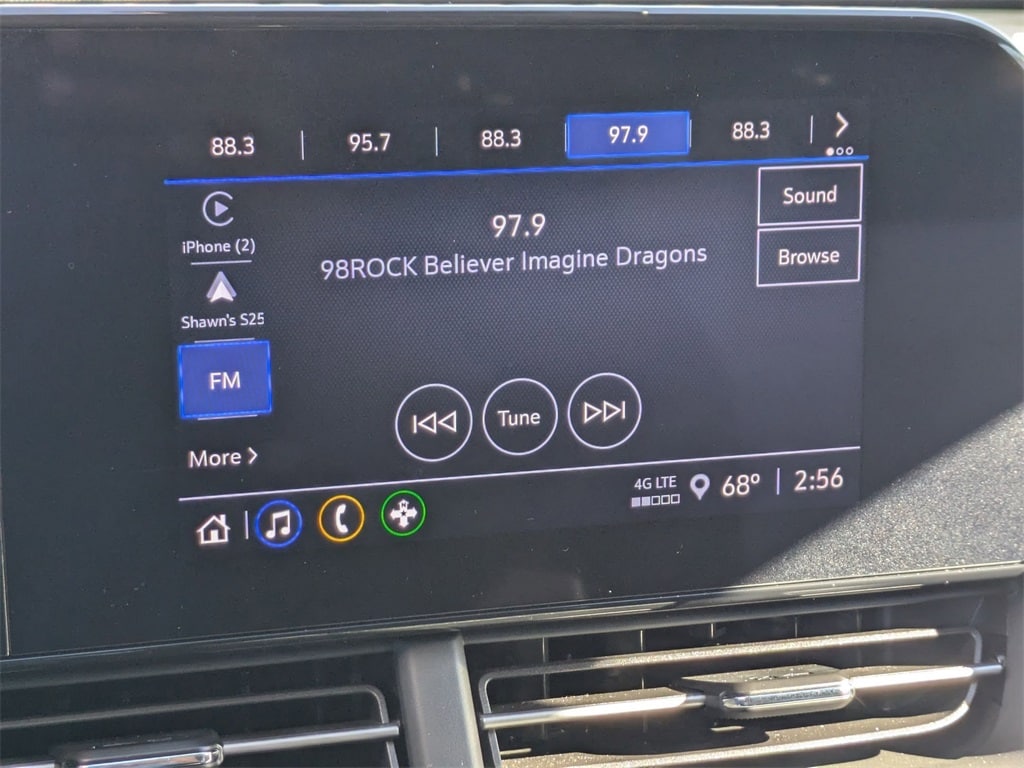 88.3
95.7
88.3
97.9
88.3
Sound
iPhone (2)
97.9
98ROCK Believer Imagine Dragons
Browse
Shawn's S25
FM
Tune
More
4G LTE
68°
2:56
N